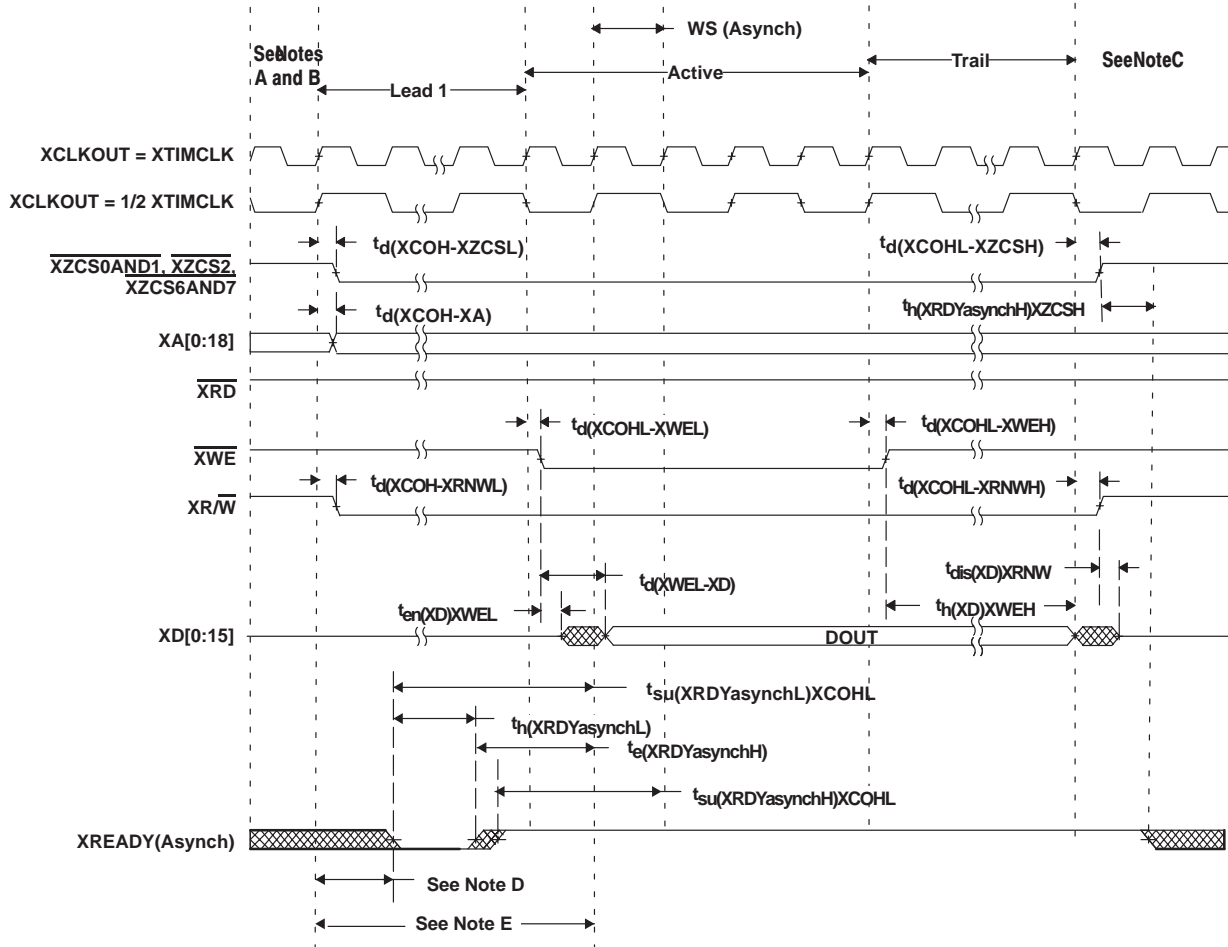 WS (Asynch)
SeeNotes
A and B
Trail
SeeNoteC
Active
Lead 1
XCLKOUT = XTIMCLK
XCLKOUT = 1/2 XTIMCLK
td(XCOH-XZCSL)
td(XCOHL-XZCSH)
XZCS0AND1, XZCS2,
XZCS6AND7
th(XRDYasynchH)XZCSH
td(XCOH-XA)
XA[0:18]
XRD
td(XCOHL-XWEL)
td(XCOHL-XWEH)
XWE
td(XCOH-XRNWL)
td(XCOHL-XRNWH)
XR/W
tdis(XD)XRNW
td(XWEL-XD)
ten(XD)XWEL
th(XD)XWEH
XD[0:15]
DOUT
tsu(XRDYasynchL)XCOHL
th(XRDYasynchL)
te(XRDYasynchH)
tsu(XRDYasynchH)XCOHL
XREADY(Asynch)
See Note D
See Note E